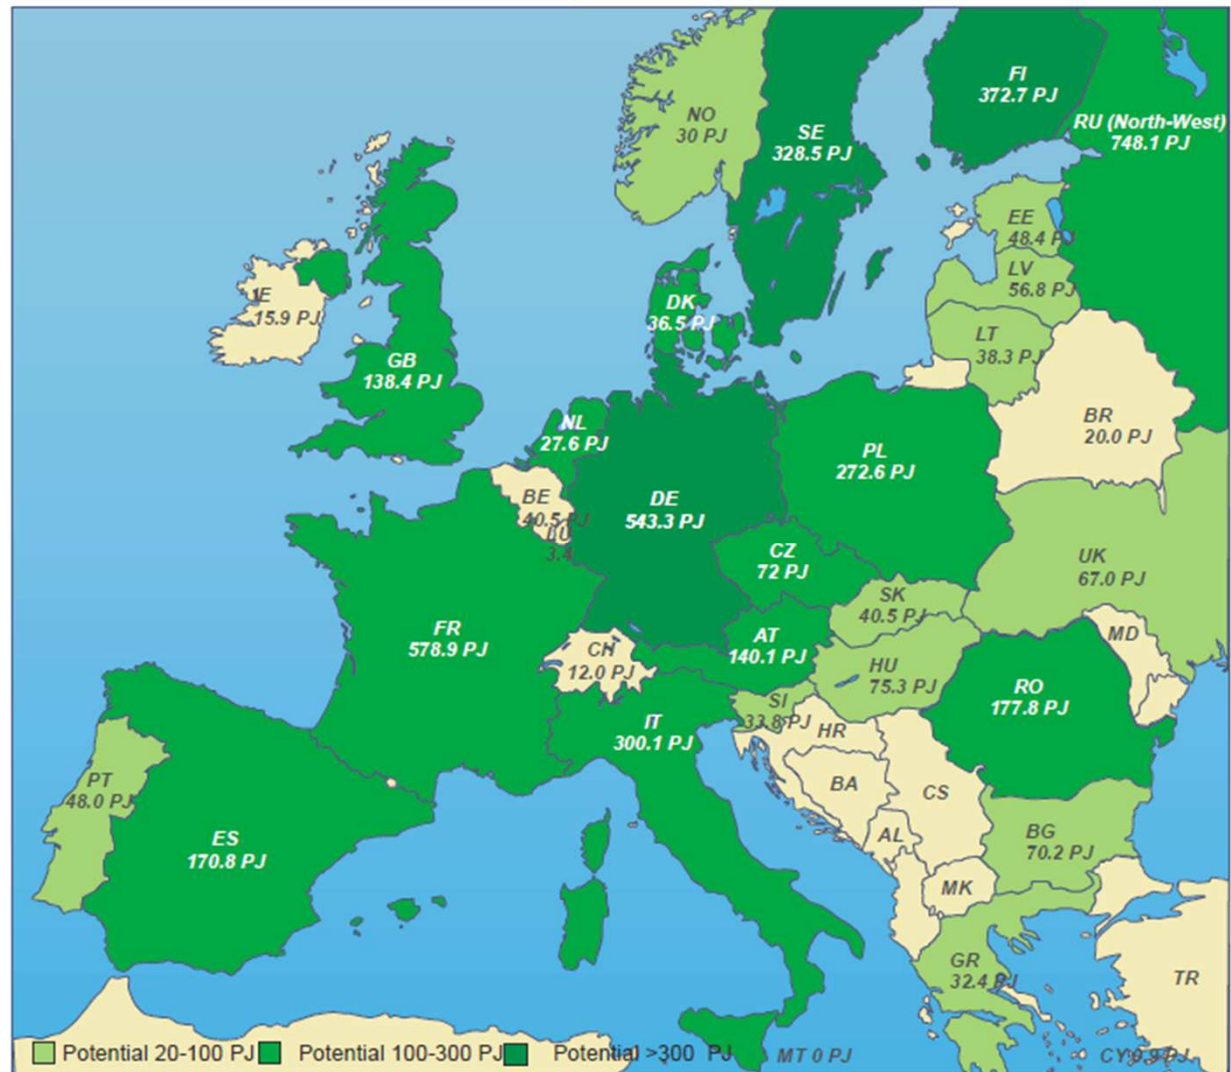 FI
372.7 PJ
NO
30 PJ
SE
328.5 PJ
RU (North-West)
748.1 PJ
EE
48.4 PJ
LV
56.8 PJ
IE
15.9 PJ
DK
36.5 PJ
LT
38.3 PJ
GB
138.4 PJ
BR
20.0 PJ
NL
27.6 PJ
PL
272.6 PJ
BE
40.5 PJ
LU
3.4
DE
543.3 PJ
CZ
72 PJ
UK
67.0 PJ
SK
40.5 PJ
FR
578.9 PJ
CH
12.0 PJ
AT
140.1 PJ
MD
HU
75.3 PJ
RO
177.8 PJ
SI
33.8 PJ
IT
300.1 PJ
HR
PT
48.0 PJ
BA
CS
ES
170.8 PJ
AL
BG
70.2 PJ
MK
GR
32.4 PJ
TR
Potential 20-100 PJ
Potential 100-300 PJ
Potential >300 PJ
MT 0 PJ
CY 0.9 PJ